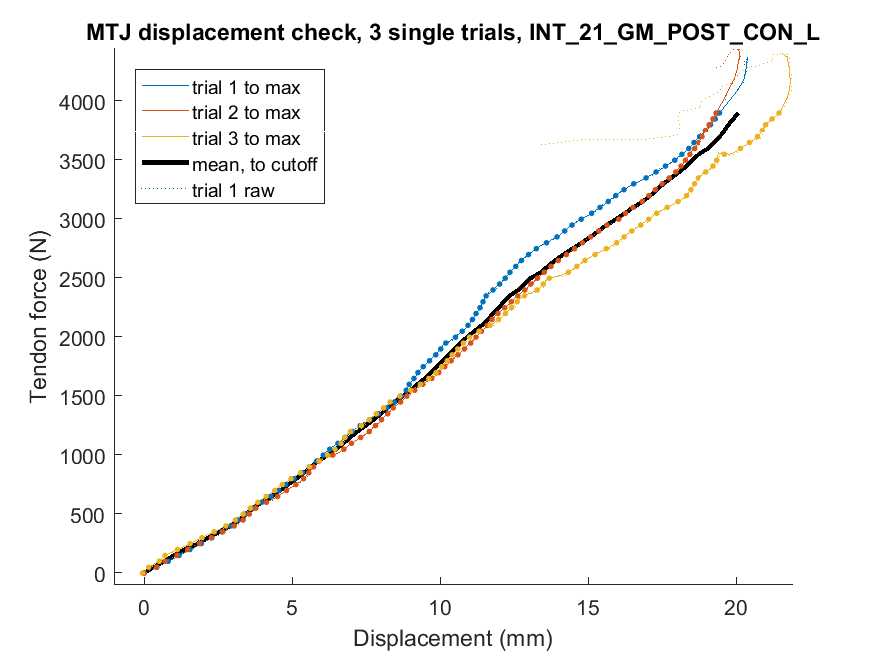 MTJ displacement check, 3 single trials, INT_21_GM_POST_CON_L
trial 1 to max
trial 2 to max
trial 3 to max
mean, to cutoff
trial 1 raw
4000
3500
3000
2500
2000
1500
1000
500
0
Tendon force (N)
0 5 10 15 20
Displacement (mm)